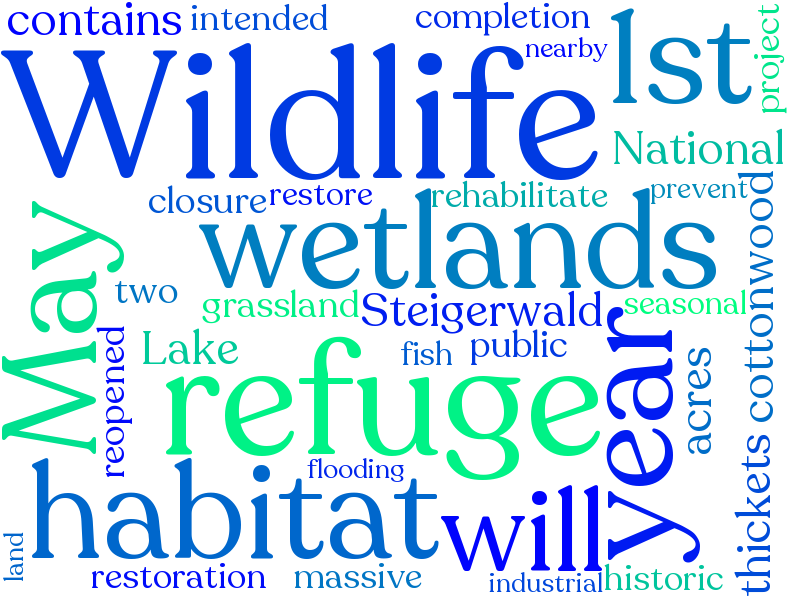 contains
intended
completion
nearby
Wildlife
1st
project
National
closure
restore
rehabilitate
prevent
wetlands
May
two
grassland
Steigerwald
seasonal
cottonwood
Lake
fish
public
reopened
refuge
year
acres
flooding
habitat
will
thickets
land
restoration
massive
industrial
historic